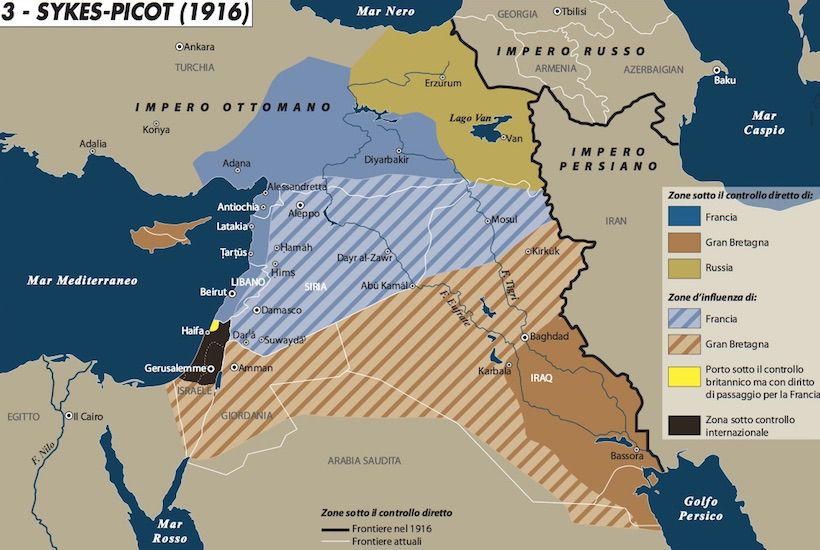 3 - SYKES-PICOT (1916)
Mar Nero
GEORGIA
Tbilisi
IMPERO RUSSO
ARMENIA
AZERBAIGIAN
Baku
Mar
Caspio
Ankara
TURCHIA
IMPERO OTTOMANO
Konya
Adalia
Adana
Erzurum
Lago Van
Van
Diyarbakir
IMPERO
PERSIANO
IRAN
Alessandretta
Antiochia
Aleppo
Latakia
Mosul
Ṭarṭūs
Hamāh
Dayr al-Zawr
Kirkūk
Hims
Mar Mediterraneo
LIBANO
SIRIA
Abū Kamāl
F. Tigri
F. Eufrate
Beirut
Damasco
Haifa
Dar'ā
Suwaydā'
Baghdad
Gerusalemme
Amman
Karbala
IRAQ
ISRAELE
GIORDANIA
EGITTO
Il Cairo
F. Nilo
Bassora
ARABIA SAUDITA
Mar
Rosso
Golfo
Persico
Zone sotto il controllo diretto di:
Francia
Gran Bretagna
Russia
Zone d'influenza di:
Francia
Gran Bretagna
Porto sotto il controllo
britannico ma con diritto
di passaggio per la Francia
Zona sotto controllo
internazionale
Zone sotto il controllo diretto
Frontiere nel 1916
Frontiere attuali